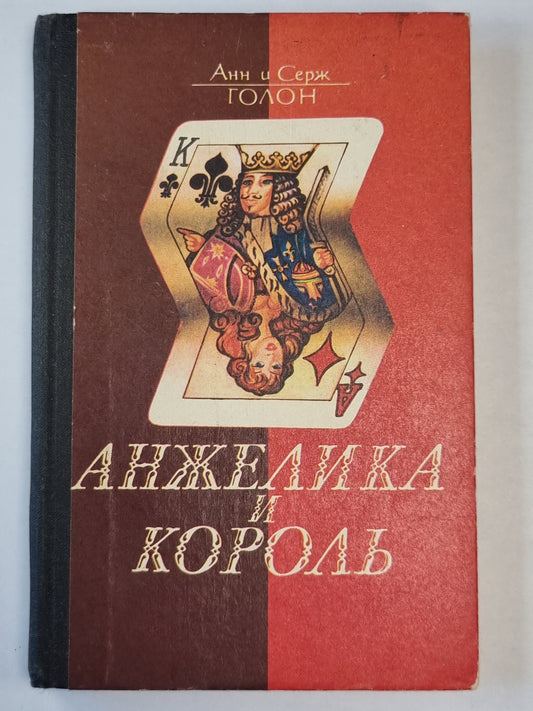 Анн и Серж
ГОЛОН
К
А
АНЖЕЛИКА
И
КОРОЛЬ